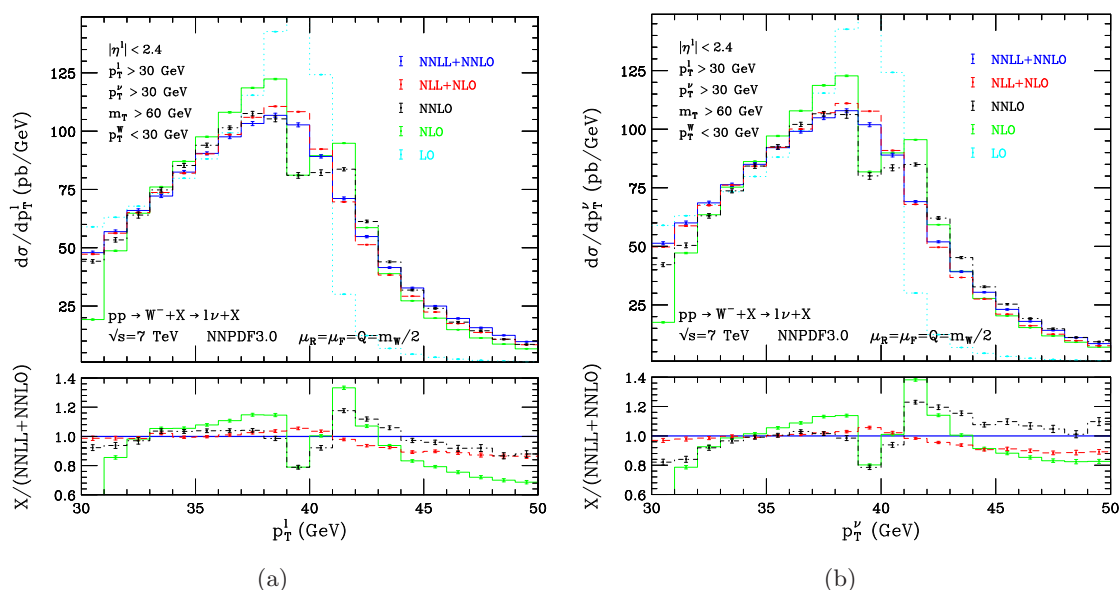 dσ/dp_T^l (pb/GeV)
125
100
75
50
25
|η^l| < 2.4
p_T^l > 30 GeV
p_T^ν > 30 GeV
m_T > 60 GeV
p_T^W < 30 GeV
NNLL+NNLO
NLL+NLO
NNLO
NLO
LO
pp → W^- +X → lν+X
√s=7 TeV NNPDF3.0 μ_R=μ_F=Q=m_W/2
X/(NNLL+NNLO)
1.4
1.2
1.0
0.8
0.6
30 35 40 45 50
p_T^l (GeV)
(a)
dσ/dp_T^ν (pb/GeV)
125
100
75
50
25
|η^l| < 2.4
p_T^l > 30 GeV
p_T^ν > 30 GeV
m_T > 60 GeV
p_T^W < 30 GeV
NNLL+NNLO
NLL+NLO
NNLO
NLO
LO
pp → W^- +X → lν+X
√s=7 TeV NNPDF3.0 μ_R=μ_F=Q=m_W/2
X/(NNLL+NNLO)
1.4
1.2
1.0
0.8
0.6
30 35 40 45 50
p_T^ν (GeV)
(b)